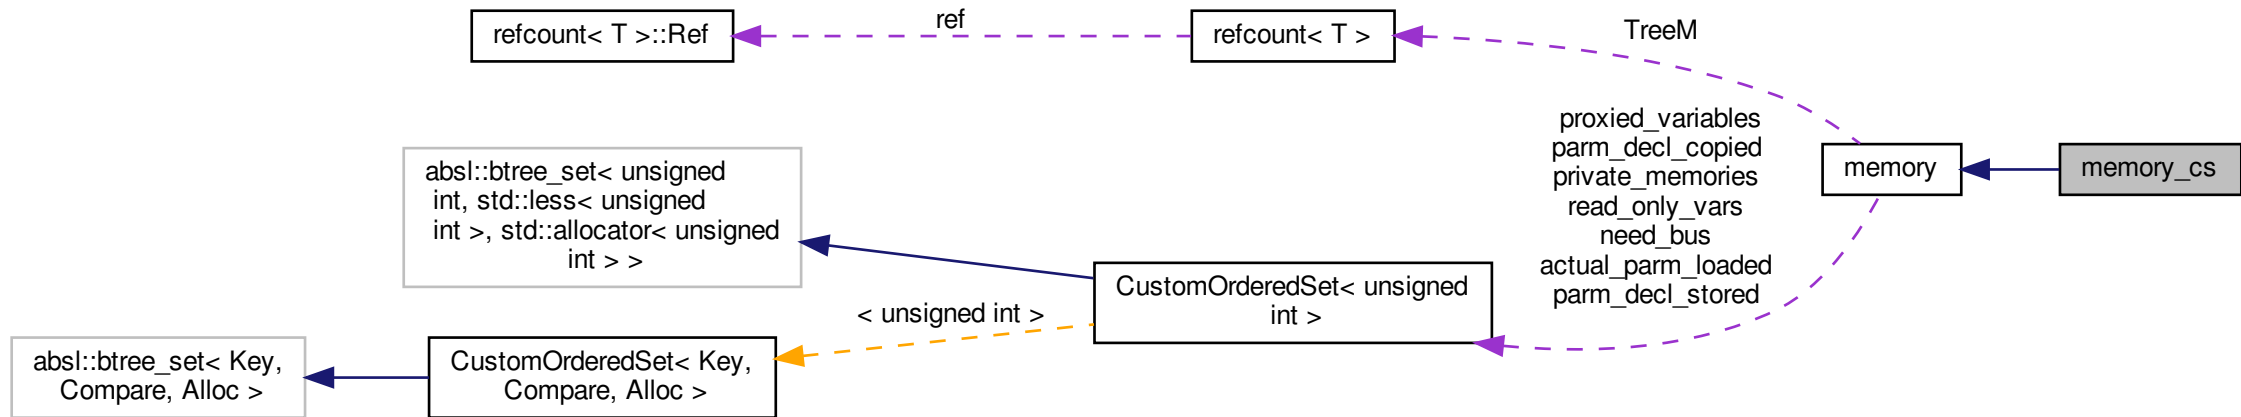 refcount< T >::Ref
ref
refcount< T >
TreeM
proxied_variables
parm_decl_copied
private_memories
read_only_vars
need_bus
actual_parm_loaded
parm_decl_stored
memory
memory_cs
absl::btree_set< unsigned
int, std::less< unsigned
int >, std::allocator< unsigned
int > >
CustomOrderedSet< unsigned
int >
< unsigned int >
absl::btree_set< Key,
Compare, Alloc >
CustomOrderedSet< Key,
Compare, Alloc >